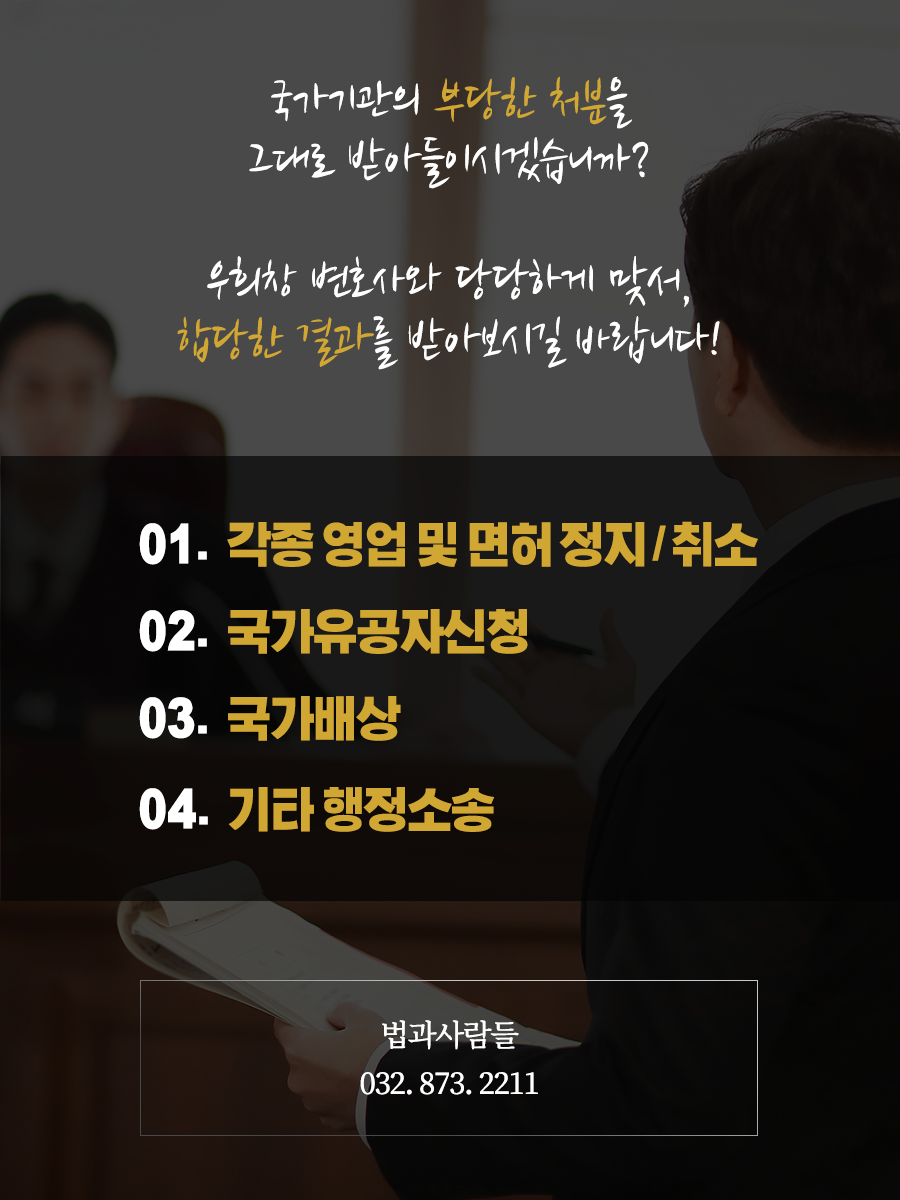 국가기관의 부당한 처분을
그대로 받아들이시겠습니까?
우희창 변호사와 당당하게 맞서,
합당한 결과를 받아보시길 바랍니다!
01. 각종 영업 및 면허 정지/취소
02. 국가유공자신청
03. 국가배상
04. 기타 행정소송
법과사람들
032. 873. 2211